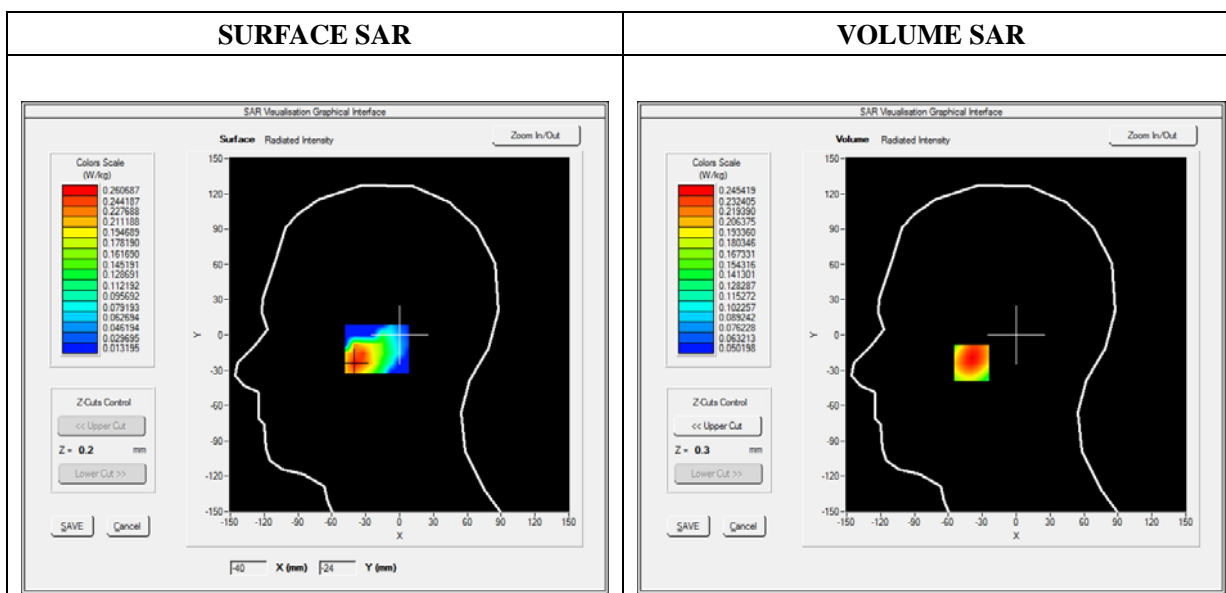 SURFACE SAR
VOLUME SAR
SAR Visualisation Graphical Interface
Surface Radiated Intensity
Zoom In/Out
Colors Scale
(W/kg)
0.260687
0.244187
0.227688
0.211188
0.194689
0.178190
0.161690
0.145191
0.128691
0.112192
0.095692
0.079193
0.062694
0.046194
0.029695
0.013195
Z-Cuts Control
<< Upper Cut
Z = 0.2 mm
Lower Cut >>
SAVE Cancel
150
120
90
60
30
0
-30
-60
-90
-120
-150
Y
-150 -120 -90 -60 -30 0 30 60 90 120 150
X
-40 X (mm) -24 Y (mm)
SAR Visualisation Graphical Interface
Volume Radiated Intensity
Zoom In/Out
Colors Scale
(W/kg)
0.245419
0.232405
0.219390
0.206375
0.193360
0.180346
0.167331
0.154316
0.141301
0.128287
0.115272
0.102257
0.089242
0.076228
0.063213
0.050198
Z-Cuts Control
<< Upper Cut
Z = 0.3 mm
Lower Cut >>
SAVE Cancel
150
120
90
60
30
0
-30
-60
-90
-120
-150
Y
-150 -120 -90 -60 -30 0 30 60 90 120 150
X